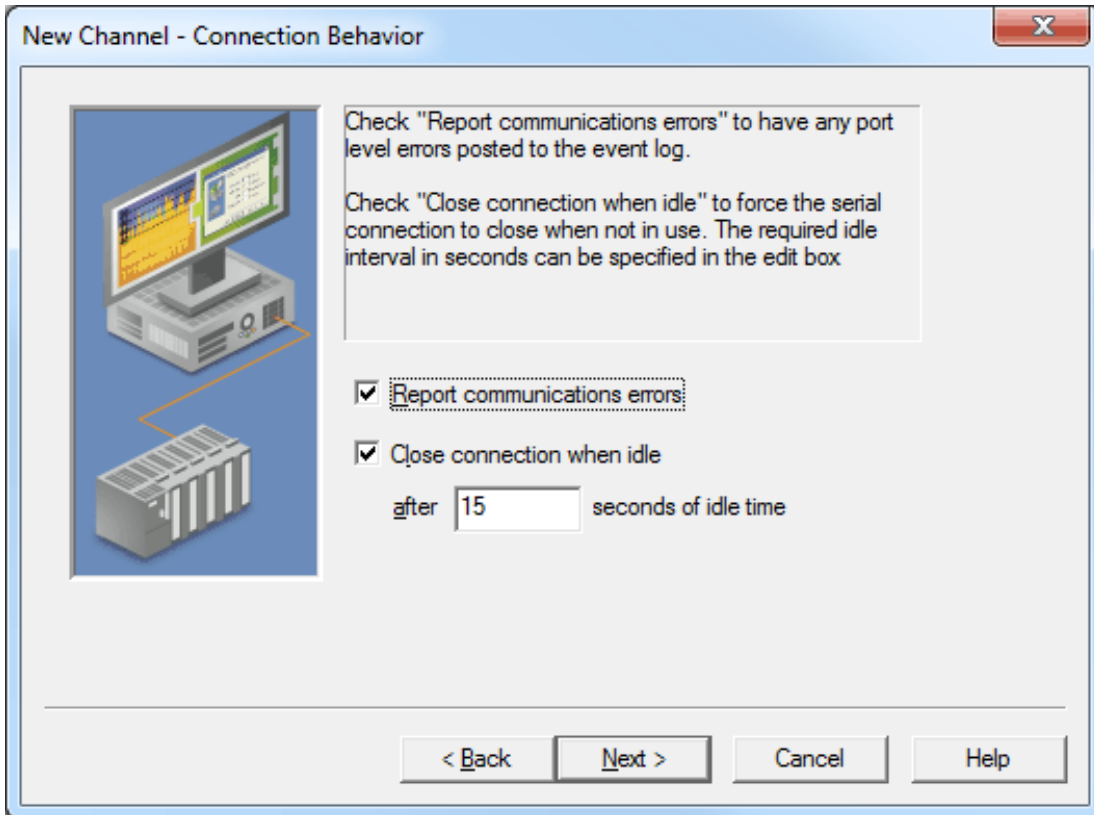 New Channel - Connection Behavior
Check "Report communications errors" to have any port
level errors posted to the event log.
Check "Close connection when idle" to force the serial
connection to close when not in use. The required idle
interval in seconds can be specified in the edit box
Report communications errors
Close connection when idle
after 15 seconds of idle time
< Back Next > Cancel Help